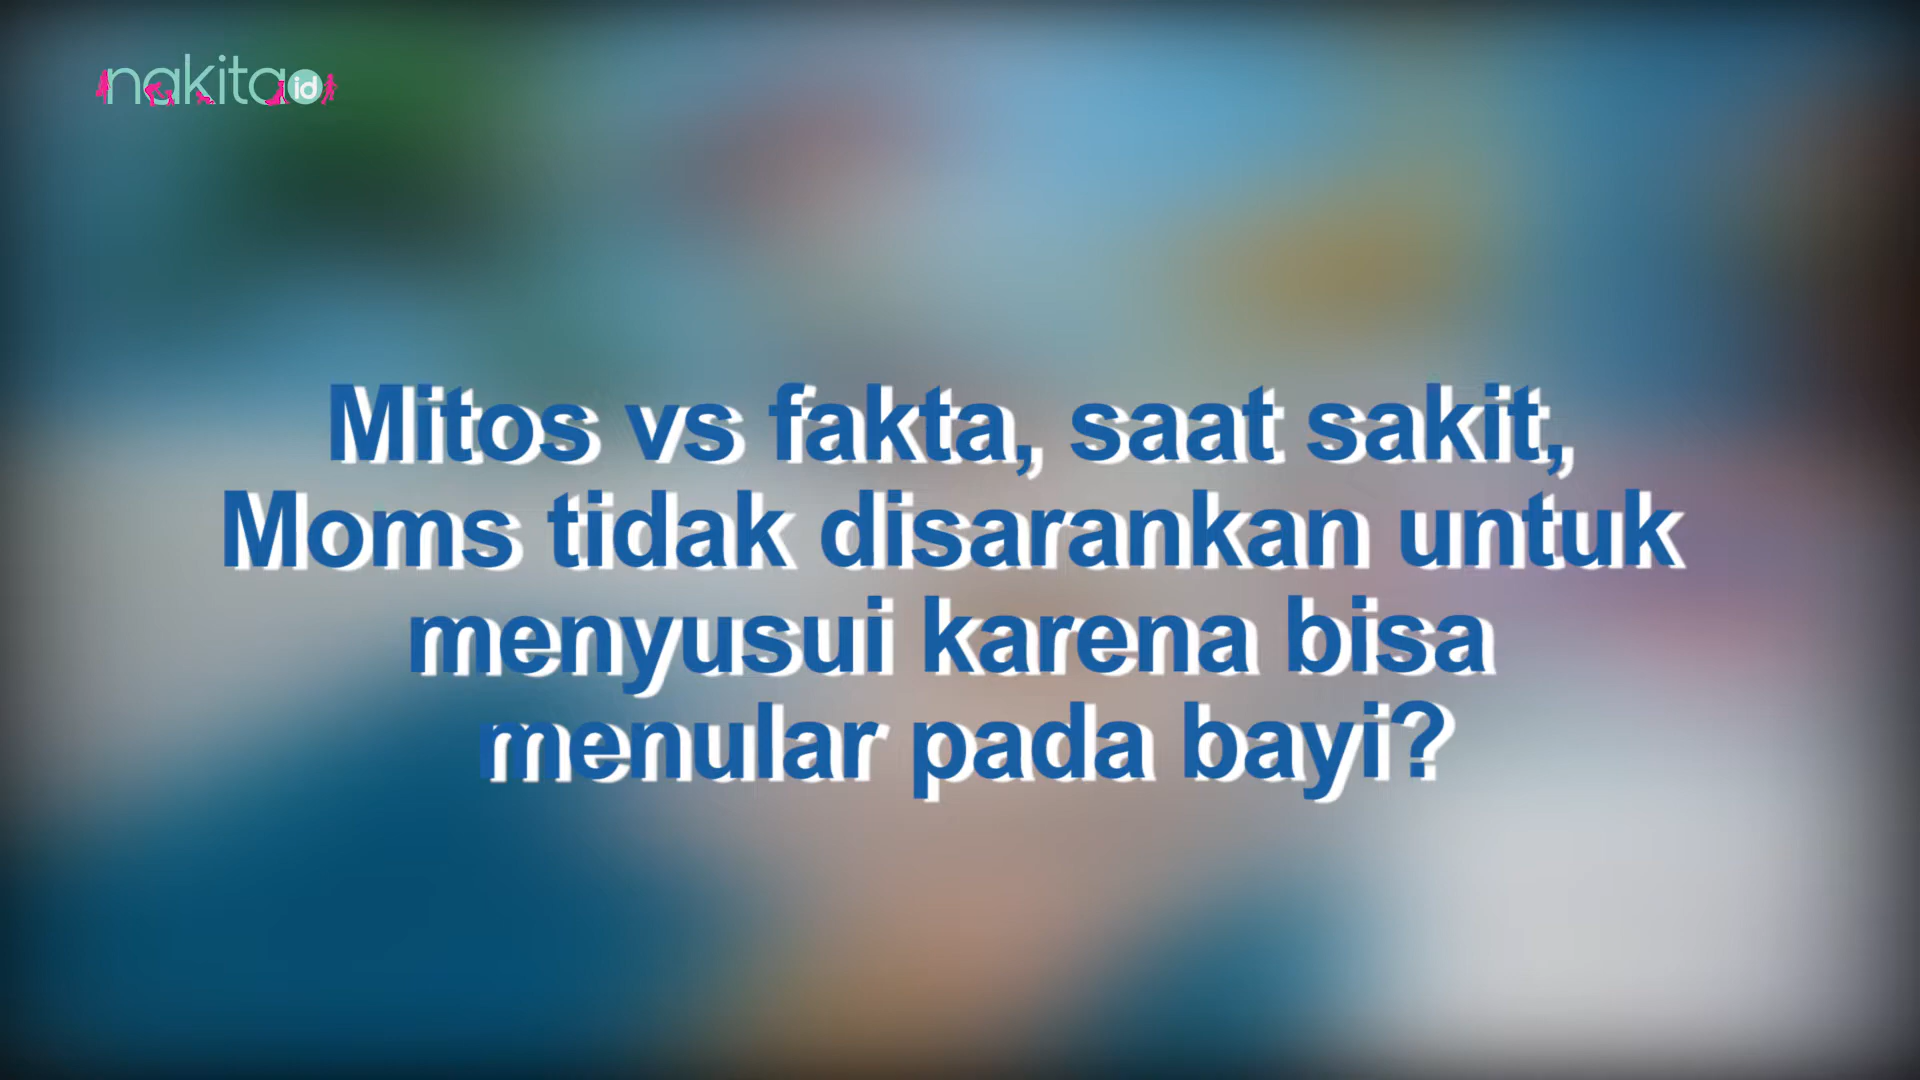 nakita.id
Mitos vs fakta, saat sakit,
Moms tidak disarankan untuk
menyusui karena bisa
menular pada bayi?